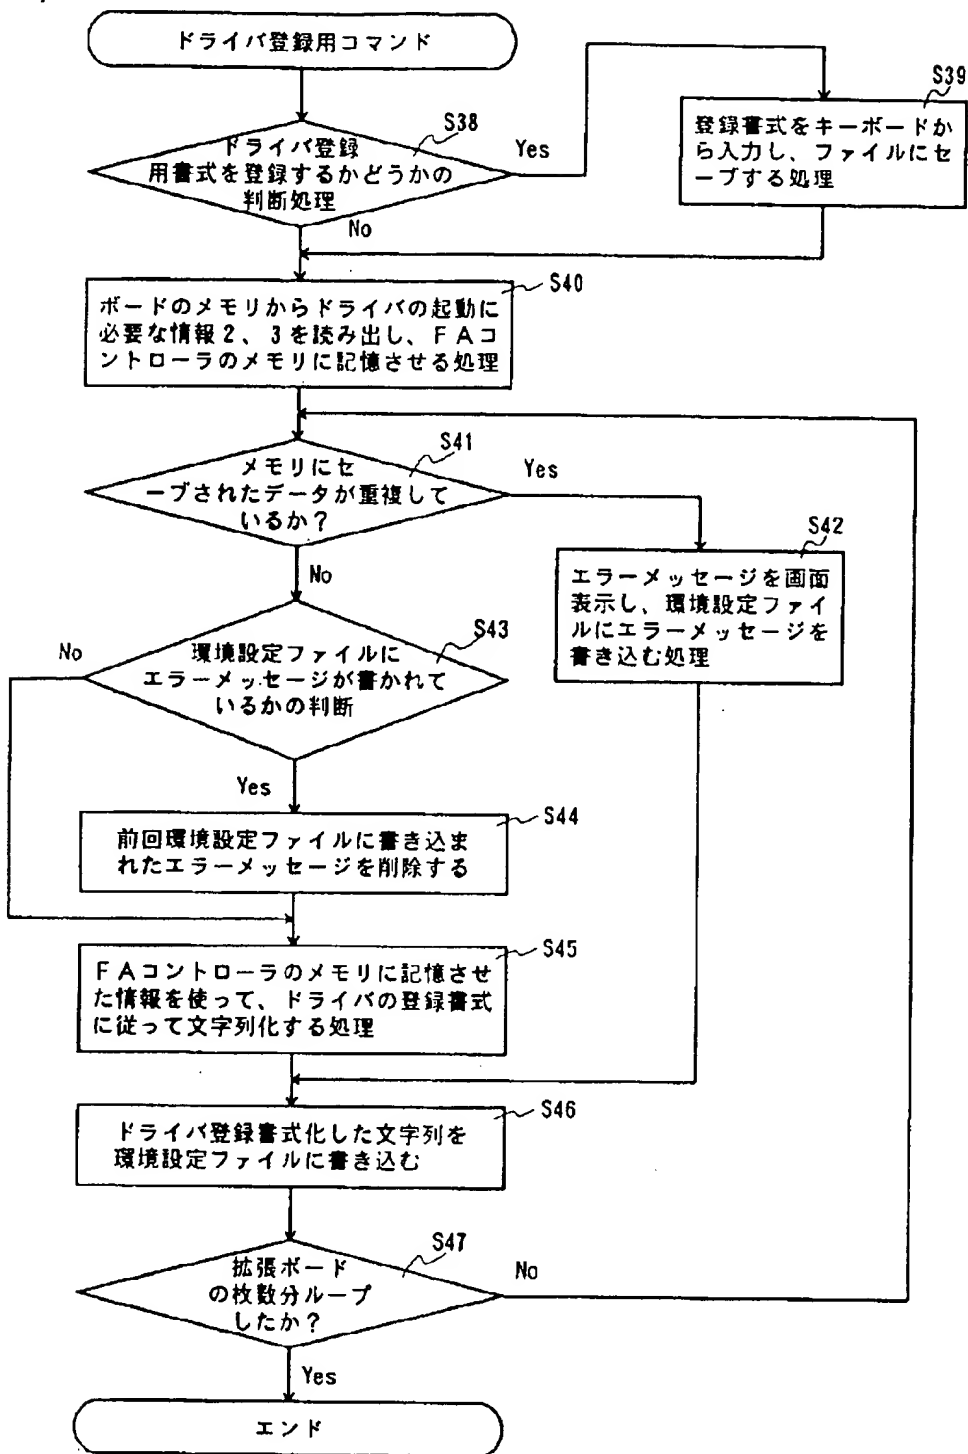 ドライバ登録用コマンド
S38
ドライバ登録
用書式を登録するかどうかの
判断処理
Yes
No
S39
登録書式をキーボードか
ら入力し、ファイルにセ
ーブする処理
S40
ボードのメモリからドライバの起動に
必要な情報2、3を読み出し、FAコ
ントローラのメモリに記憶させる処理
S41
メモリにセ
ーブされたデータが重複して
いるか?
Yes
No
S42
エラーメッセージを画面
表示し、環境設定ファイ
ルにエラーメッセージを
書き込む処理
S43
環境設定ファイルに
エラーメッセージが書かれて
いるかの判断
No
Yes
S44
前回環境設定ファイルに書き込ま
れたエラーメッセージを削除する
S45
FAコントローラのメモリに記憶させ
た情報を使って、ドライバの登録書式
に従って文字列化する処理
S46
ドライバ登録書式化した文字列を
環境設定ファイルに書き込む
S47
拡張ボード
の枚数分ループ
したか?
No
Yes
エンド